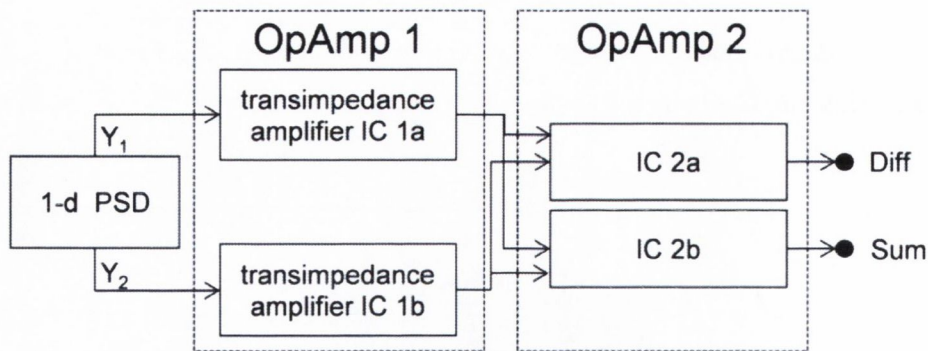 OpAmp 1
OpAmp 2
transimpedance
amplifier IC 1a
Y1
IC 2a
Diff
1-d PSD
IC 2b
Sum
Y2
transimpedance
amplifier IC 1b